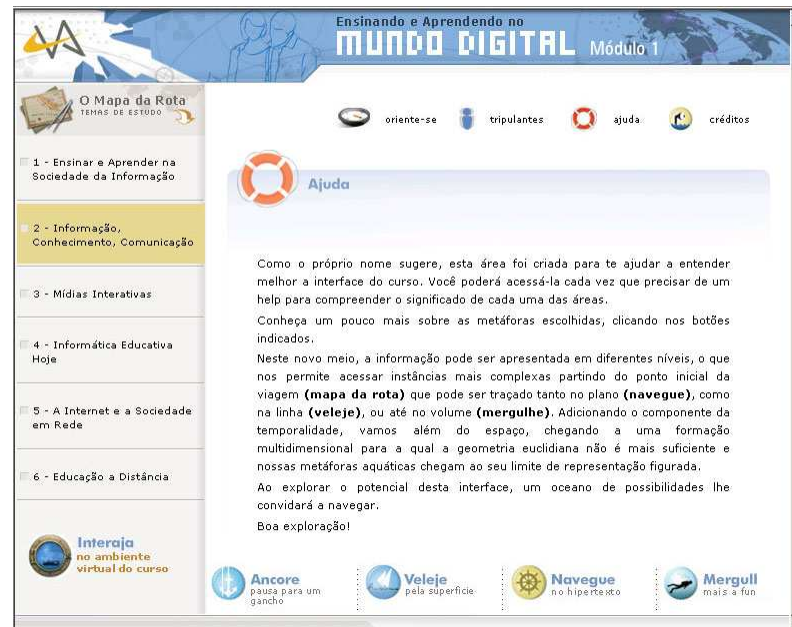 Ensinando e Aprendendo no
MUNDO DIGITAL Módulo 1
O Mapa da Rota
TEMAS DE ESTUDO
oriente-se tripulantes ajuda créditos
1 - Ensinar e Aprender na
Sociedade da Informação
2 - Informação,
Conhecimento, Comunicação
3 - Mídias Interativas
4 - Informática Educativa
Hoje
5 - A Internet e a Sociedade
em Rede
6 - Educação a Distância
Interaja
no ambiente
virtual do curso
Ajuda
Como o próprio nome sugere, esta área foi criada para te ajudar a entender
melhor a interface do curso. Você poderá acessá-la cada vez que precisar de um
help para compreender o significado de cada uma das áreas.
Conheça um pouco mais sobre as metáforas escolhidas, clicando nos botões
indicados.
Neste novo meio, a informação pode ser apresentada em diferentes níveis, o que
nos permite acessar instâncias mais complexas partindo do ponto inicial da
viagem (mapa da rota) que pode ser traçado tanto no plano (navegue), como
na linha (veleje), ou até no volume (mergulhe). Adicionando o componente da
temporalidade, vamos além do espaço, chegando a uma formação
multidimensional para a qual a geometria euclidiana não é mais suficiente e
nossas metáforas aquáticas chegam ao seu limite de representação figurada.
Ao explorar o potencial desta interface, um oceano de possibilidades lhe
convidará a navegar.
Boa exploração!
Ancore
pausa para um
gancho
Veleje
pela superficie
Navegue
no hipertexto
Mergull
mais a fun